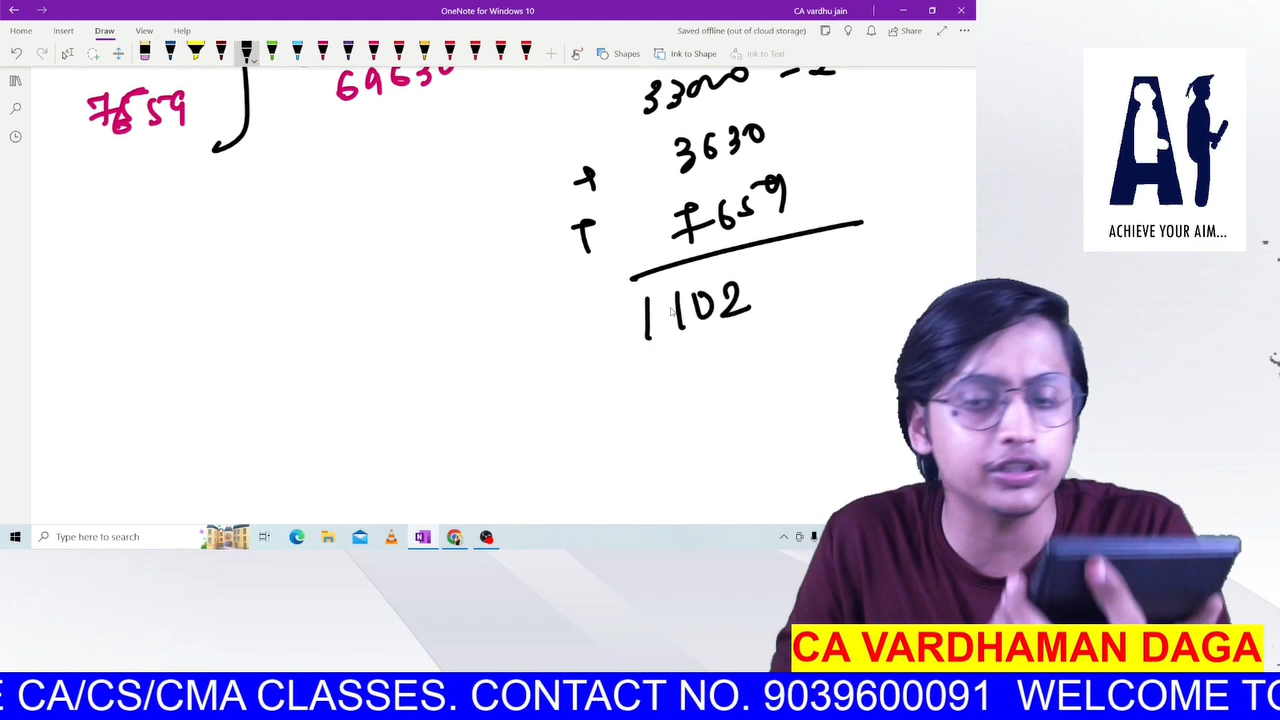 OneNote for Windows 10
CA vardhu jain
Home Insert Draw View Help
Saved offline (out of cloud storage)
Share
Shapes
Ink to Shape
Ink to Text
69630
7659
3630
+
+ 7659
1102
ACHIEVE YOUR AIM...
Type here to search
CA VARDHAMAN DAGA
E CA/CS/CMA CLASSES. CONTACT NO. 9039600091 WELCOME TO